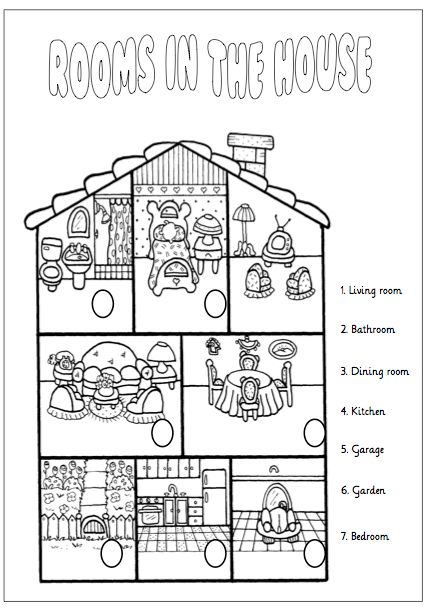 ROOMS IN THE HOUSE
1. Living room
2. Bathroom
3. Dining room
4. Kitchen
5. Garage
6. Garden
7. Bedroom